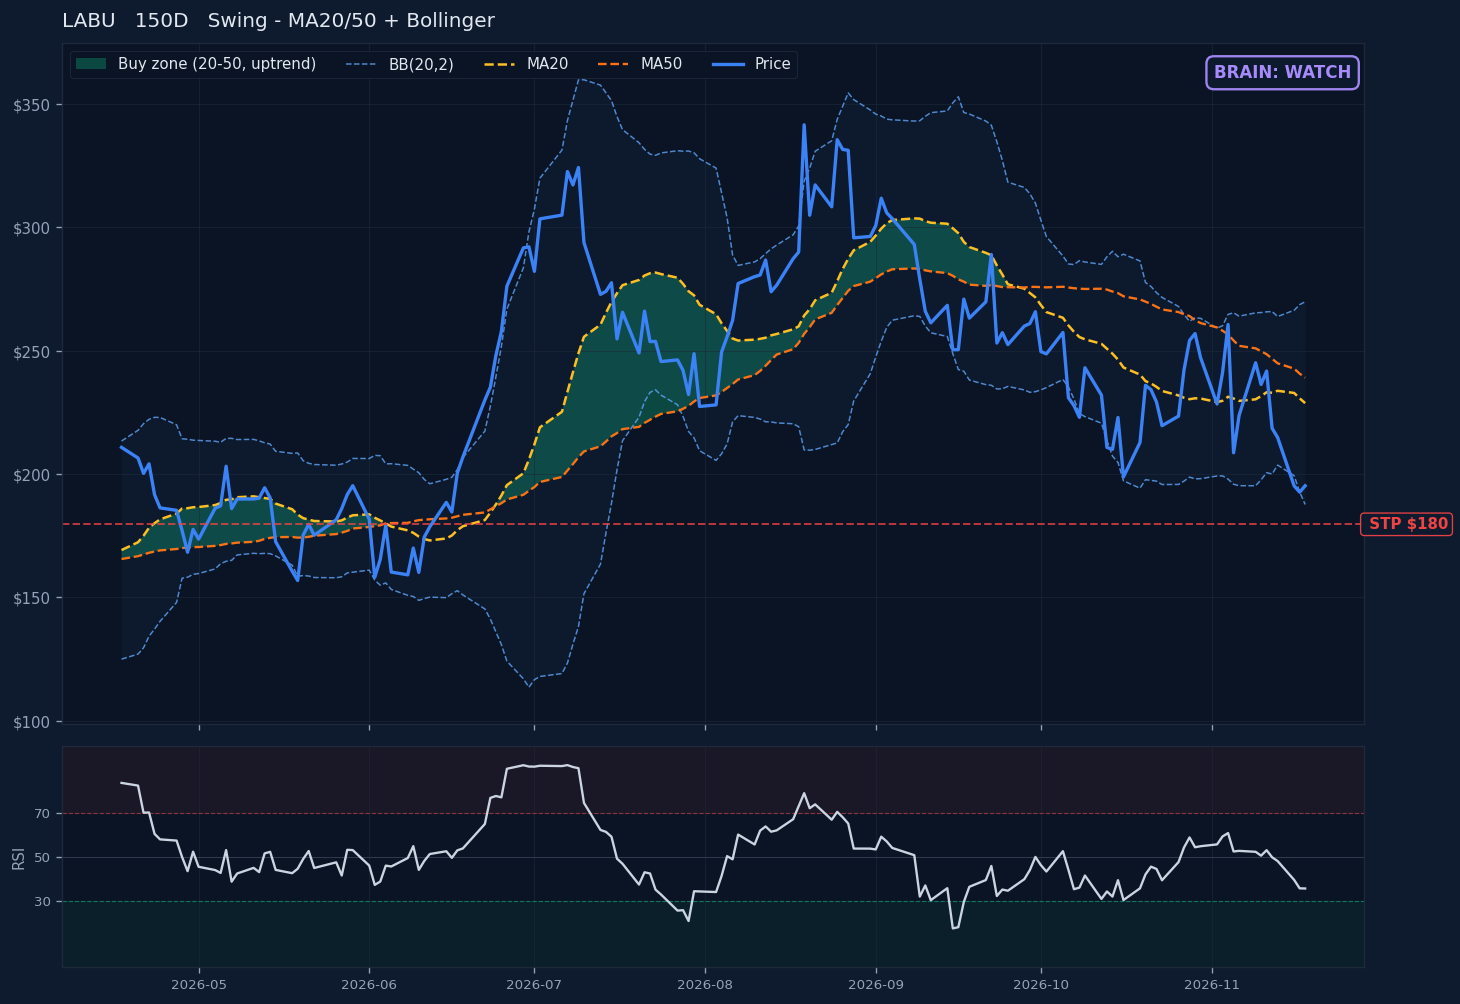 LABU   150D   Swing - MA20/50 + Bollinger
Buy zone (20-50, uptrend)   BB(20,2)   MA20   MA50   Price
BRAIN: WATCH
$350
$300
$250
$200
STP $180
$150
$100
70
50
30
RSI
2026-05   2026-06   2026-07   2026-08   2026-09   2026-10   2026-11